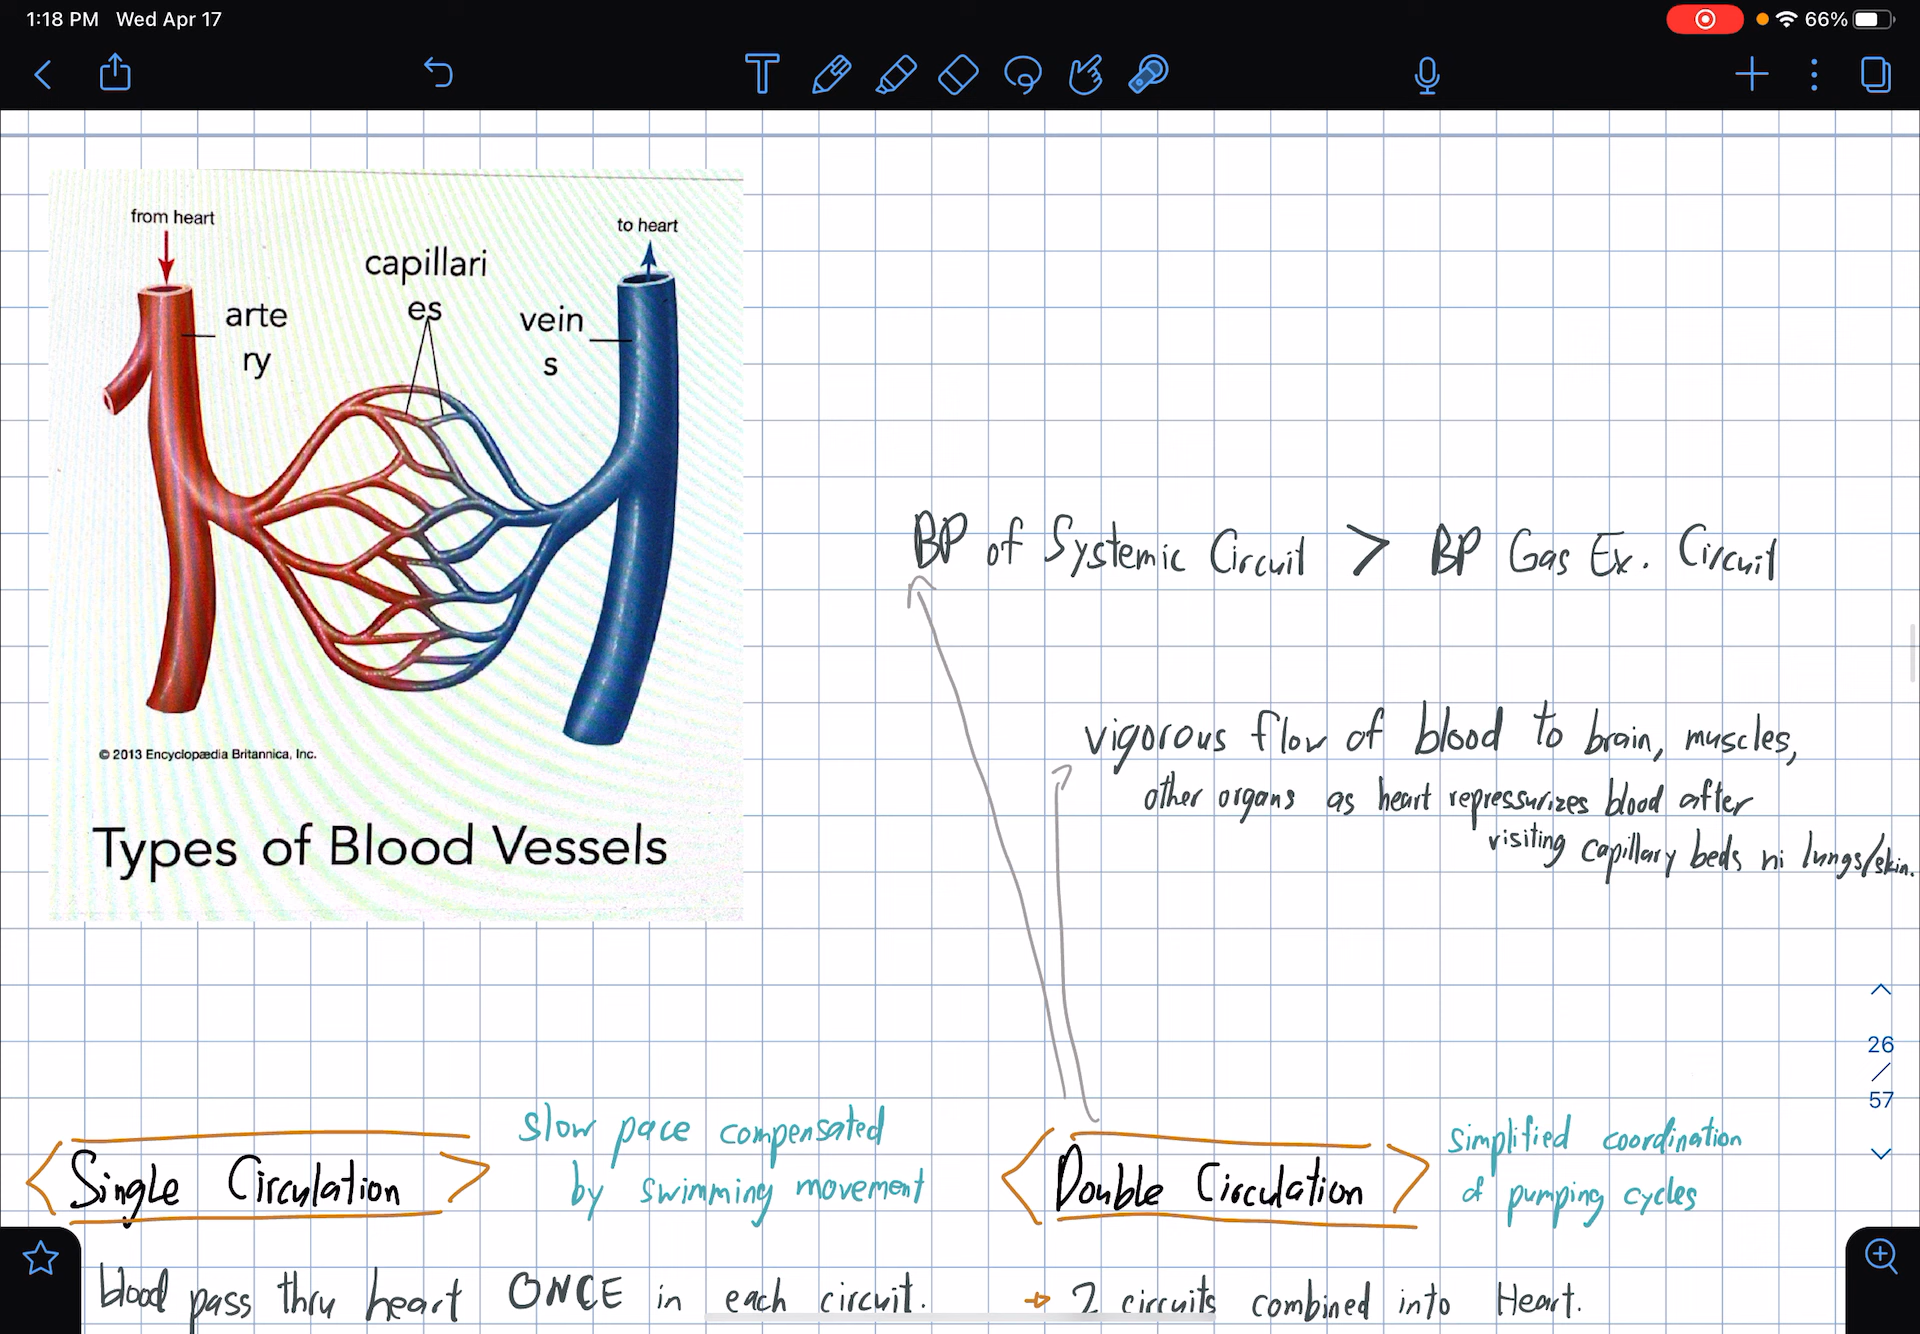 1:18 PM Wed Apr 17
66%
from heart
to heart
capillari
es
arte
ry
vein
s
© 2013 Encyclopædia Britannica, Inc.
Types of Blood Vessels
BP of Systemic Circuit > BP Gas Ex. Circuit
vigorous flow of blood to brain, muscles,
other organs as heart repressurizes blood after
visiting capillary beds ni lungs/skin.
26
/
57
slow pace compensated
by swimming movement
Single Circulation
Double Circulation
simplified coordination
of pumping cycles
blood pass thru heart ONCE in each circuit.
→ 2 circuits combined into Heart.